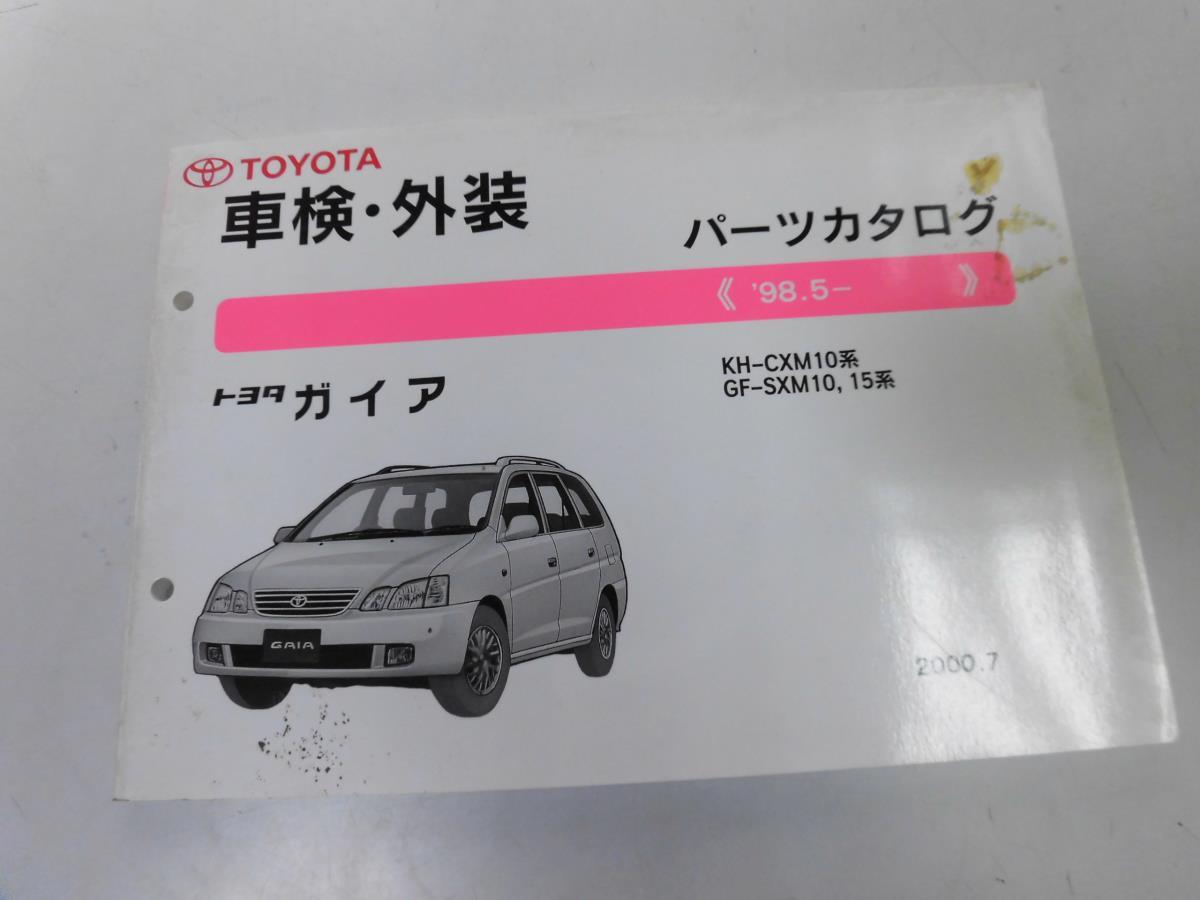 TOYOTA
車検・外装
パーツカタログ
《 '98.5− 》
トヨタ ガイア
KH−CXM10系
GF−SXM10, 15系
GAIA
2000.7